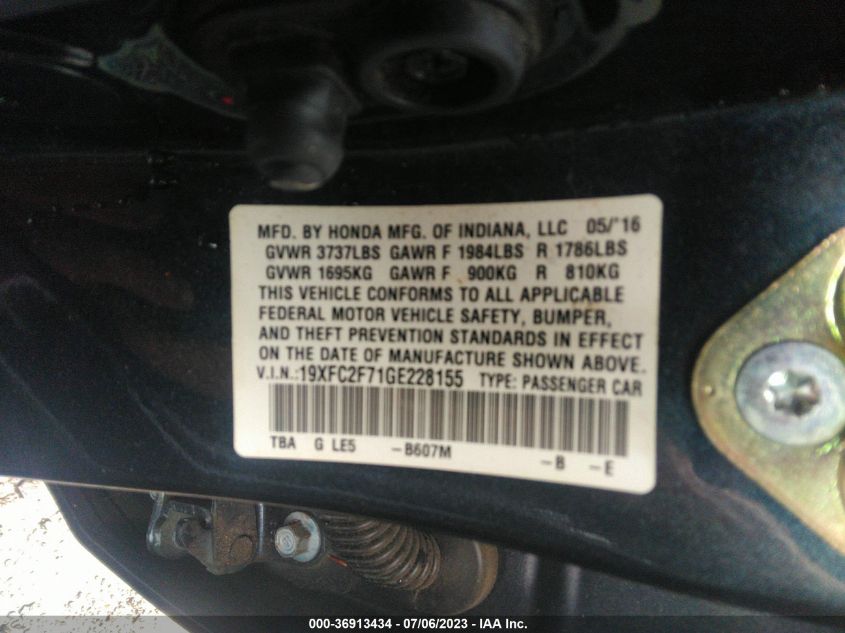 MFD. BY HONDA MFG. OF INDIANA, LLC 05/'16
GVWR 3737LBS GAWR F 1984LBS R 1786LBS
GVWR 1695KG GAWR F 900KG R 810KG
THIS VEHICLE CONFORMS TO ALL APPLICABLE
FEDERAL MOTOR VEHICLE SAFETY, BUMPER,
AND THEFT PREVENTION STANDARDS IN EFFECT
ON THE DATE OF MANUFACTURE SHOWN ABOVE.
V.I.N.:19XFC2F71GE228155 TYPE: PASSENGER CAR
TBA G LE5 -B607M -B -E
000-36913434 - 07/06/2023 - IAA Inc.